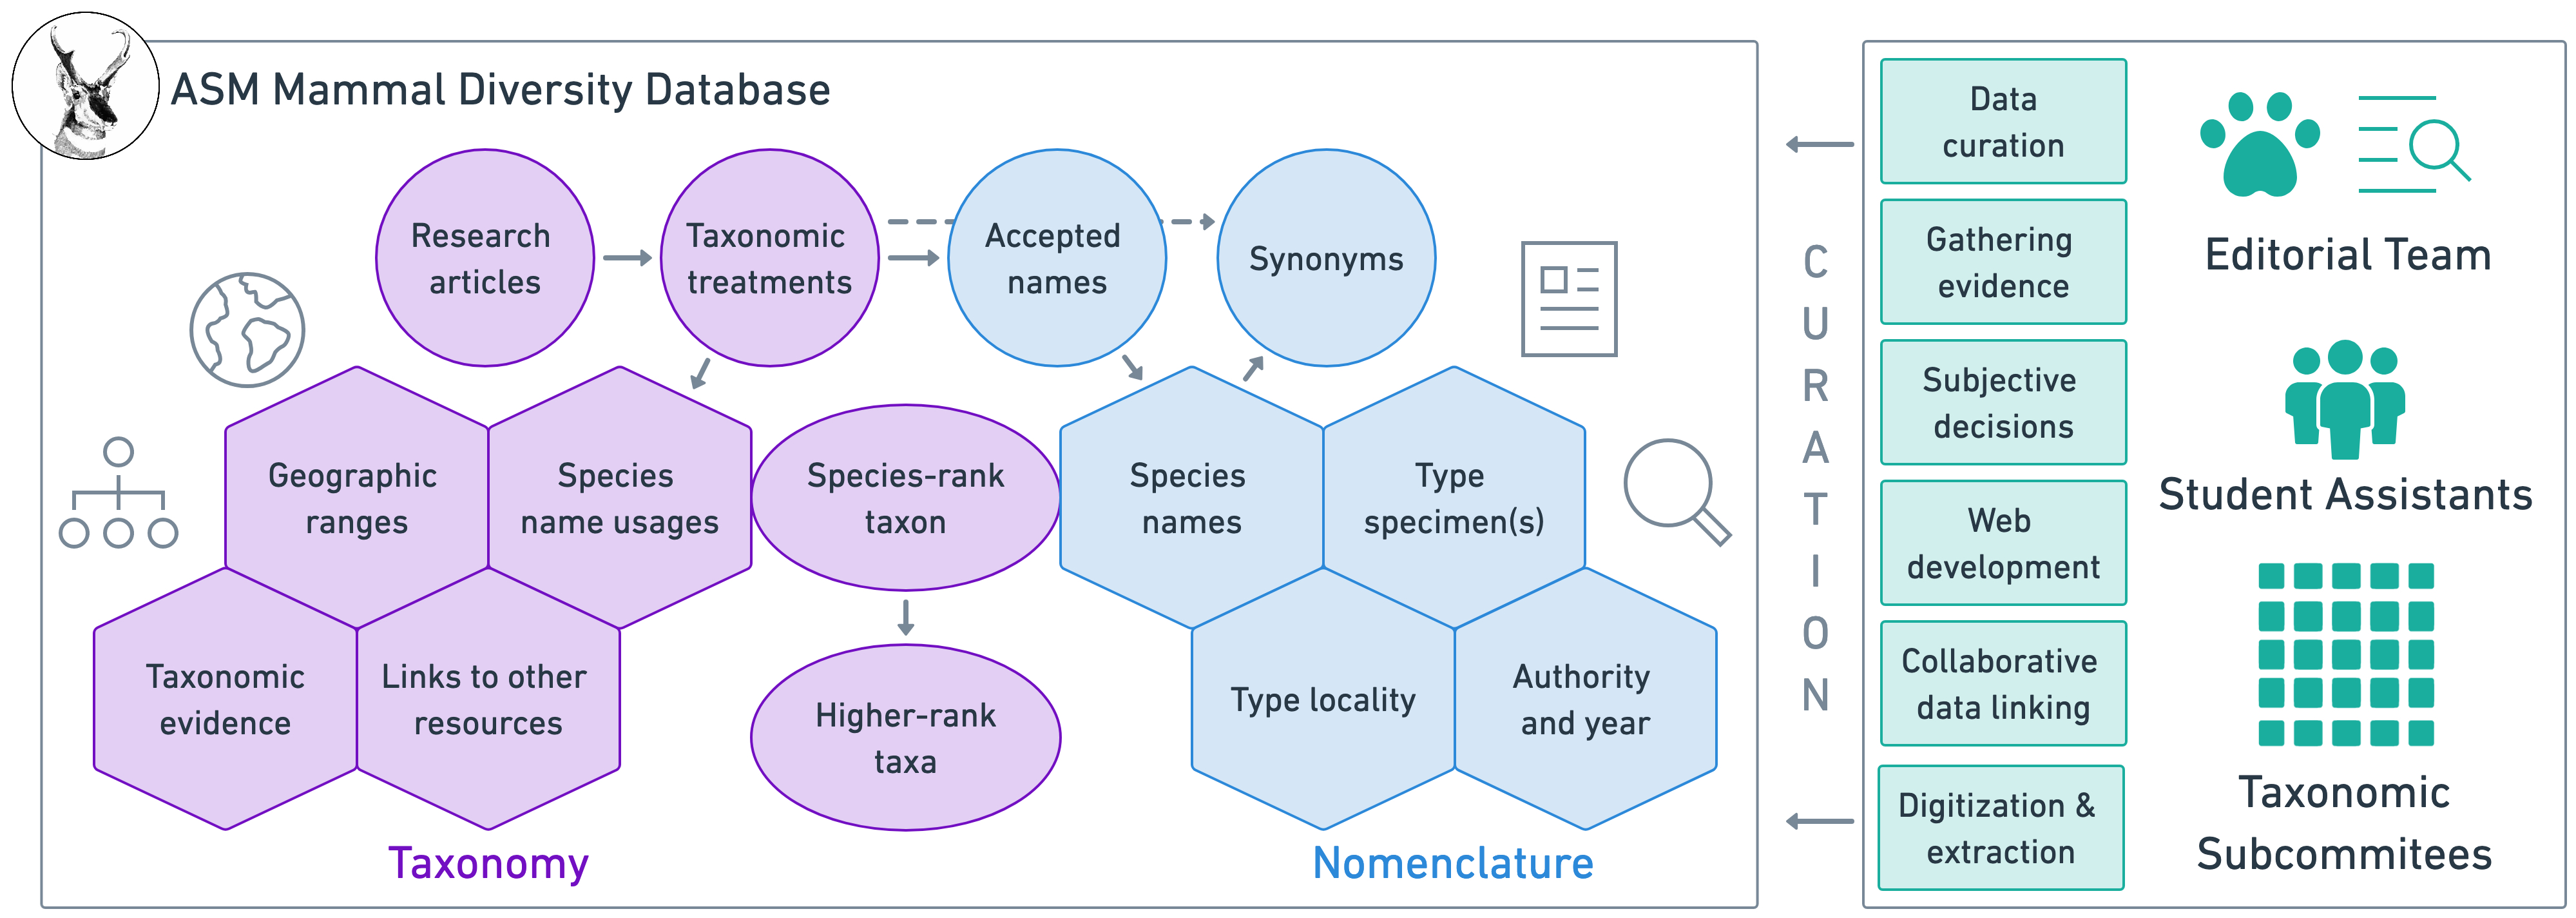 ASM Mammal Diversity Database
Research
articles
Taxonomic
treatments
Accepted
names
Synonyms
Geographic
ranges
Species
name usages
Species-rank
taxon
Species
names
Type
specimen(s)
Taxonomic
evidence
Links to other
resources
Higher-rank
taxa
Type locality
Authority
and year
Taxonomy
Nomenclature
CURATION
Data
curation
Gathering
evidence
Subjective
decisions
Web
development
Collaborative
data linking
Digitization &
extraction
Editorial Team
Student Assistants
Taxonomic
Subcommitees